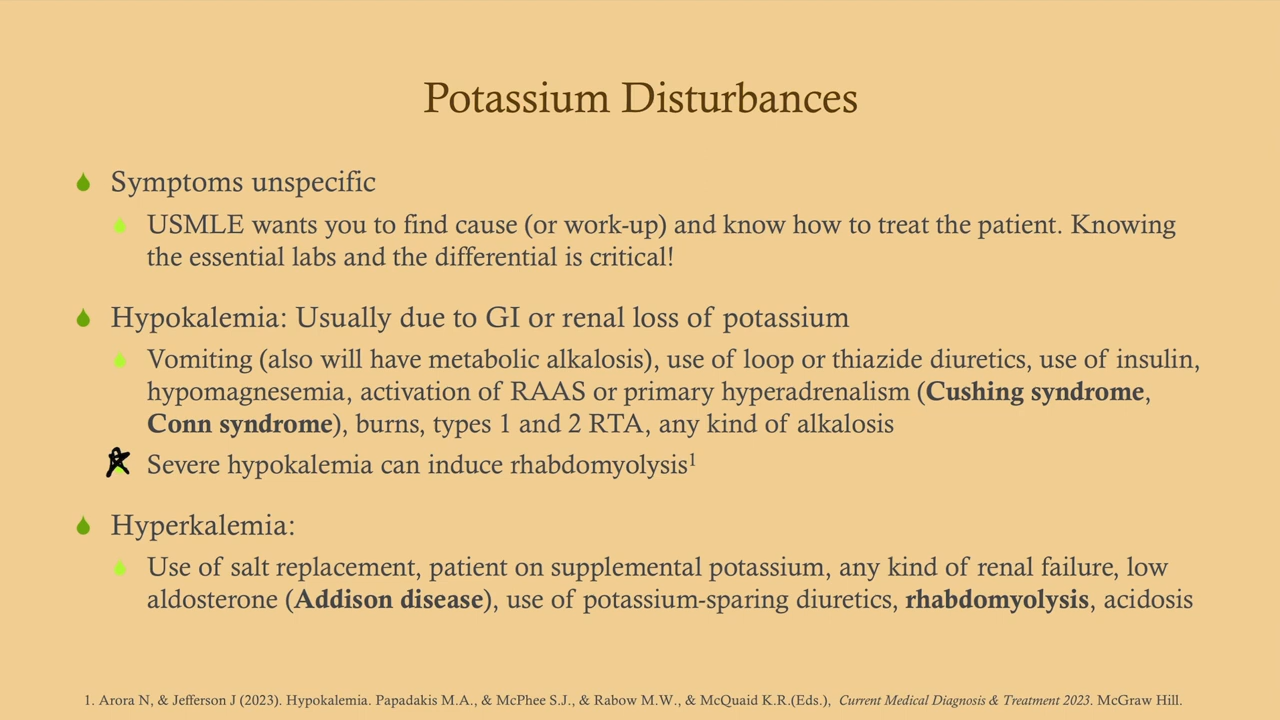 Potassium Disturbances
Symptoms unspecific
USMLE wants you to find cause (or work-up) and know how to treat the patient. Knowing
the essential labs and the differential is critical!
Hypokalemia: Usually due to GI or renal loss of potassium
Vomiting (also will have metabolic alkalosis), use of loop or thiazide diuretics, use of insulin,
hypomagnesemia, activation of RAAS or primary hyperadrenalism (Cushing syndrome,
Conn syndrome), burns, types 1 and 2 RTA, any kind of alkalosis
Severe hypokalemia can induce rhabdomyolysis¹
Hyperkalemia:
Use of salt replacement, patient on supplemental potassium, any kind of renal failure, low
aldosterone (Addison disease), use of potassium-sparing diuretics, rhabdomyolysis, acidosis
1. Arora N, & Jefferson J (2023). Hypokalemia. Papadakis M.A., & McPhee S.J., & Rabow M.W., & McQuaid K.R.(Eds.), Current Medical Diagnosis & Treatment 2023. McGraw Hill.